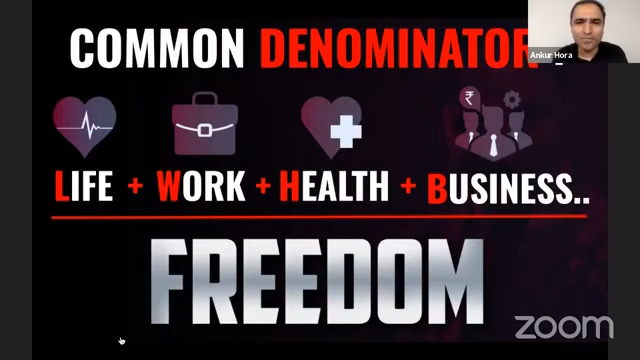 COMMON DENOMINATOR
Ankur Hora
₹
LIFE + WORK + HEALTH + BUSINESS..
FREEDOM
zoom